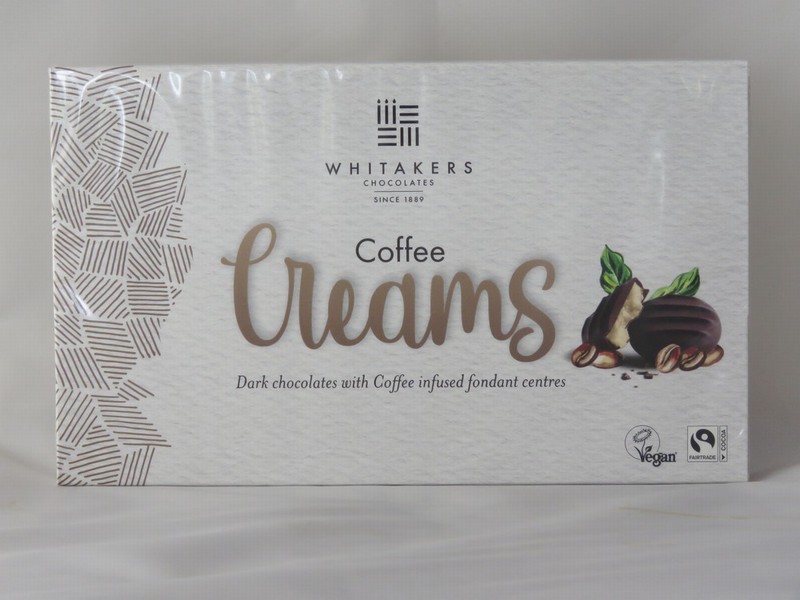 WHITAKERS
CHOCOLATES
SINCE 1889
Coffee
Creams
Dark chocolates with Coffee infused fondant centres
Vegan
FAIRTRADE
COCOA